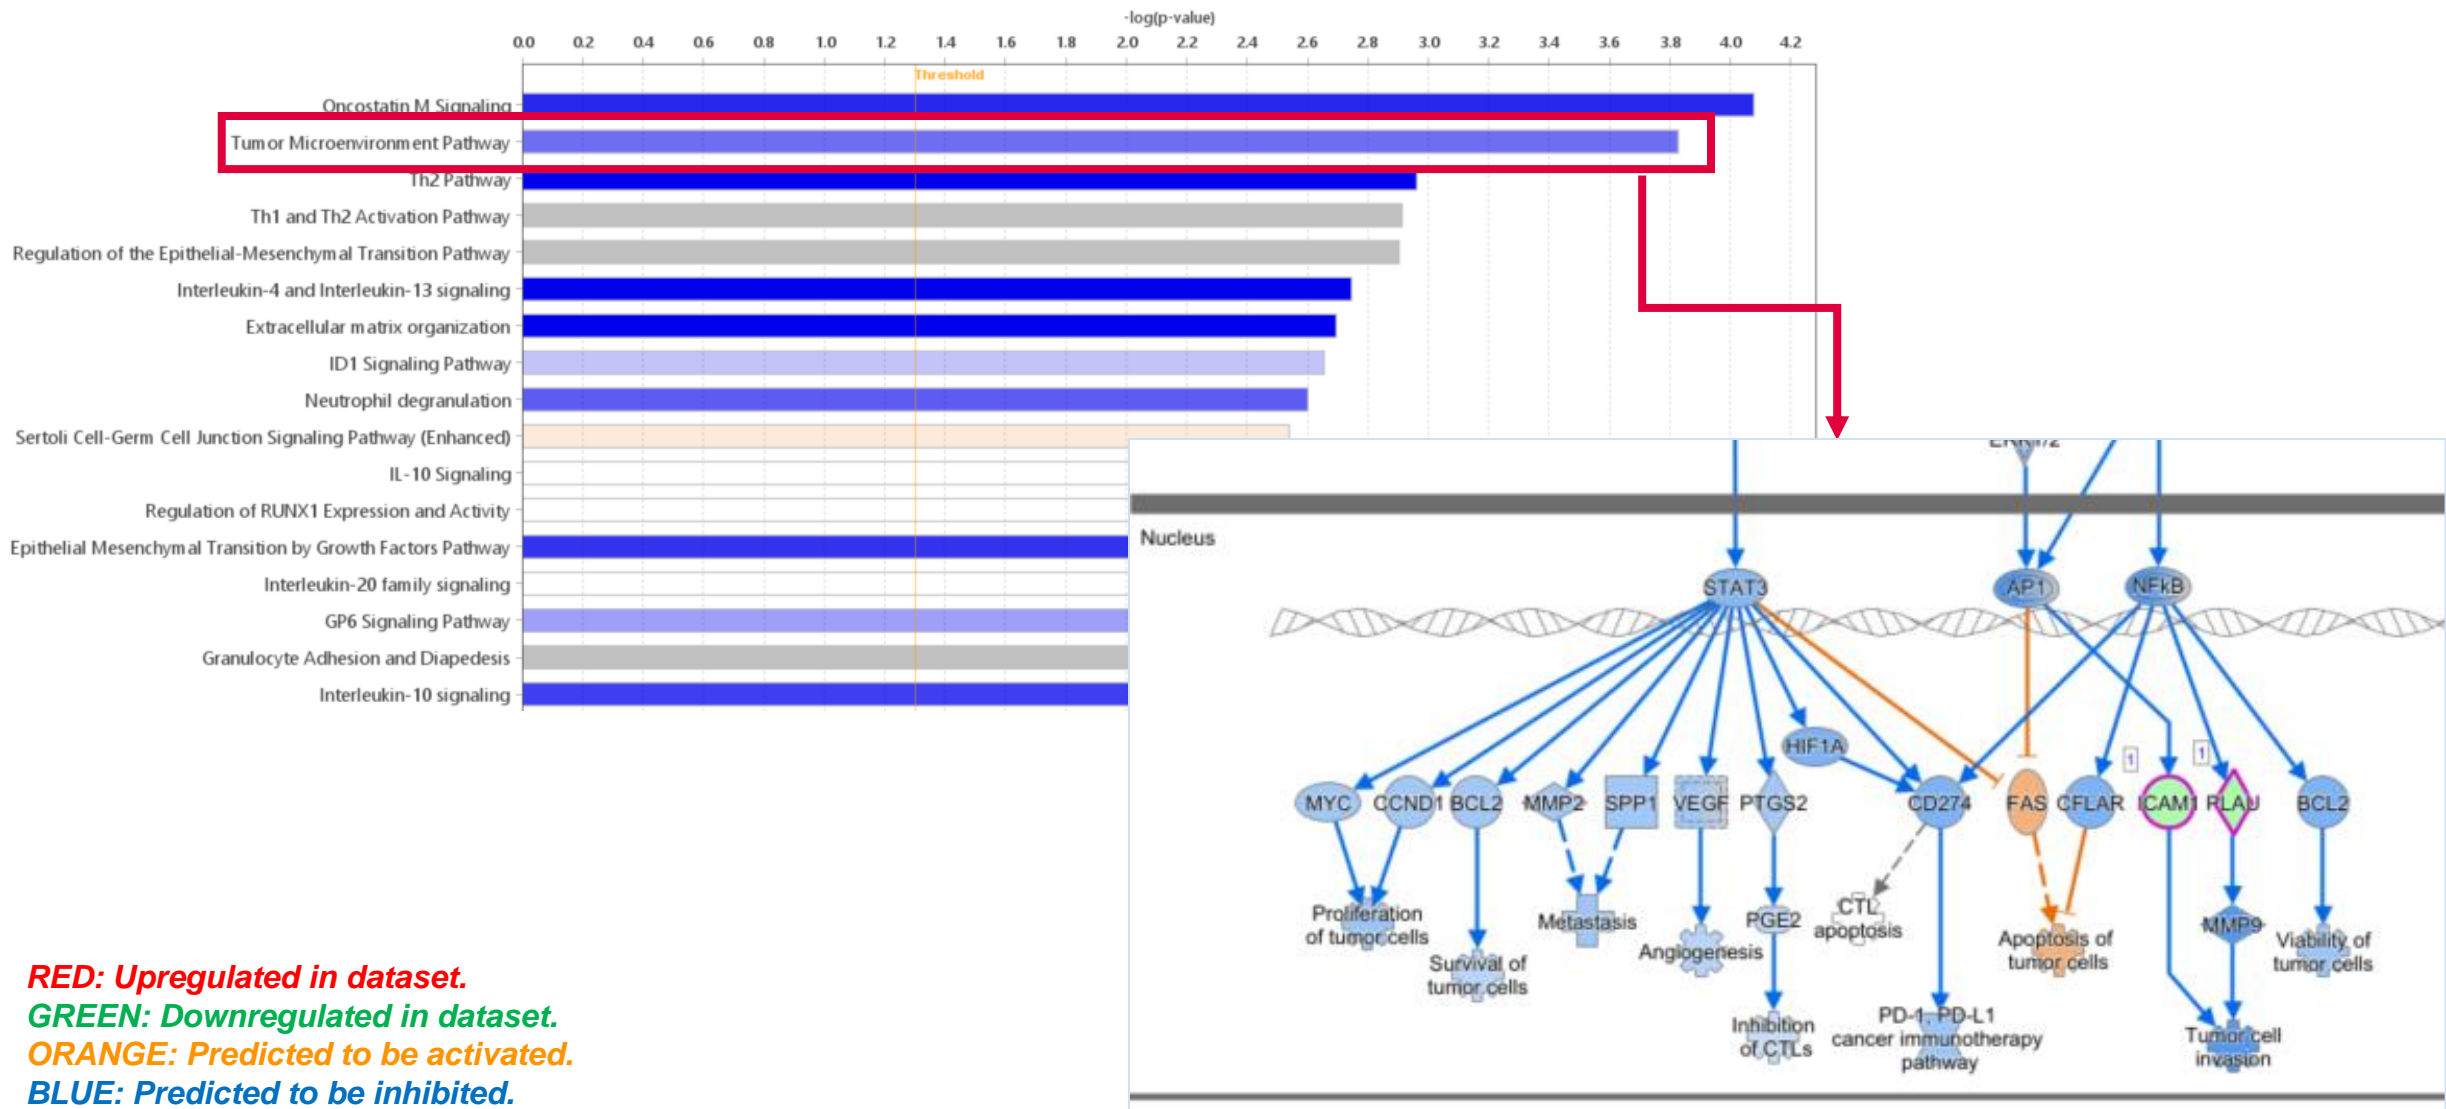 -log(p-value)
0.0 0.2 0.4 0.6 0.8 1.0 1.2 1.4 1.6 1.8 2.0 2.2 2.4 2.6 2.8 3.0 3.2 3.4 3.6 3.8 4.0 4.2
Threshold
Oncostatin M Signaling
Tumor Microenvironment Pathway
Th2 Pathway
Th1 and Th2 Activation Pathway
Regulation of the Epithelial-Mesenchymal Transition Pathway
Interleukin-4 and Interleukin-13 signaling
Extracellular matrix organization
ID1 Signaling Pathway
Neutrophil degranulation
Sertoli Cell-Germ Cell Junction Signaling Pathway (Enhanced)
IL-10 Signaling
Regulation of RUNX1 Expression and Activity
Epithelial Mesenchymal Transition by Growth Factors Pathway
Interleukin-20 family signaling
GP6 Signaling Pathway
Granulocyte Adhesion and Diapedesis
Interleukin-10 signaling
ERK1/2
Nucleus
STAT3 AP1 NFkB
HIF1A
1 1
MYC CCND1 BCL2 MMP2 SPP1 VEGF PTGS2 CD274 FAS CFLAR ICAM1 PLAU BCL2
Proliferation
of tumor cells
Survival of
tumor cells
Metastasis
Angiogenesis
PGE2
Inhibition
of CTLs
CTL
apoptosis
PD-1, PD-L1
cancer immunotherapy
pathway
Apoptosis of
tumor cells
MMP9
Tumor cell
invasion
Viability of
tumor cells
RED: Upregulated in dataset.
GREEN: Downregulated in dataset.
ORANGE: Predicted to be activated.
BLUE: Predicted to be inhibited.